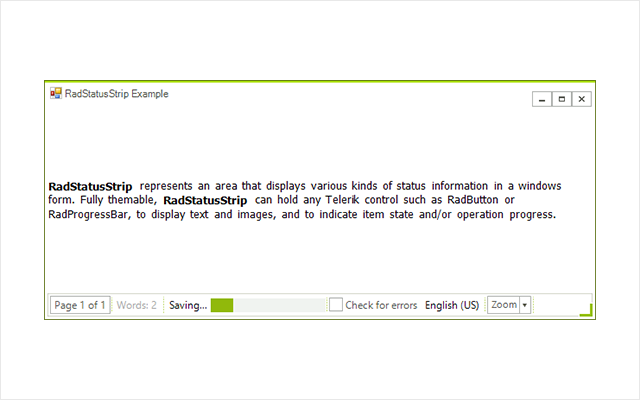 RadStatusStrip Example
RadStatusStrip represents an area that displays various kinds of status information in a windows
form. Fully themable, RadStatusStrip can hold any Telerik control such as RadButton or
RadProgressBar, to display text and images, and to indicate item state and/or operation progress.
Page 1 of 1 Words: 2 Saving... Check for errors English (US) Zoom